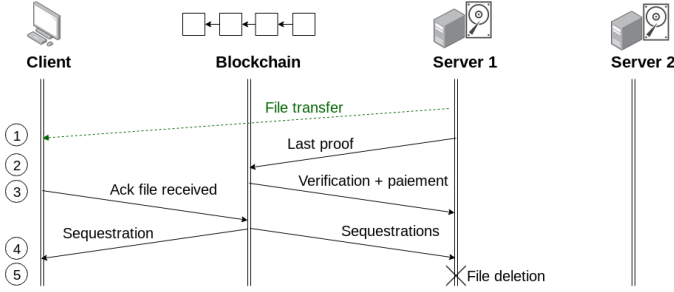 Client Blockchain Server 1 Server 2
File transfer
1
Last proof
2
Verification + paiement
3 Ack file received
Sequestration Sequestrations
4
5 File deletion